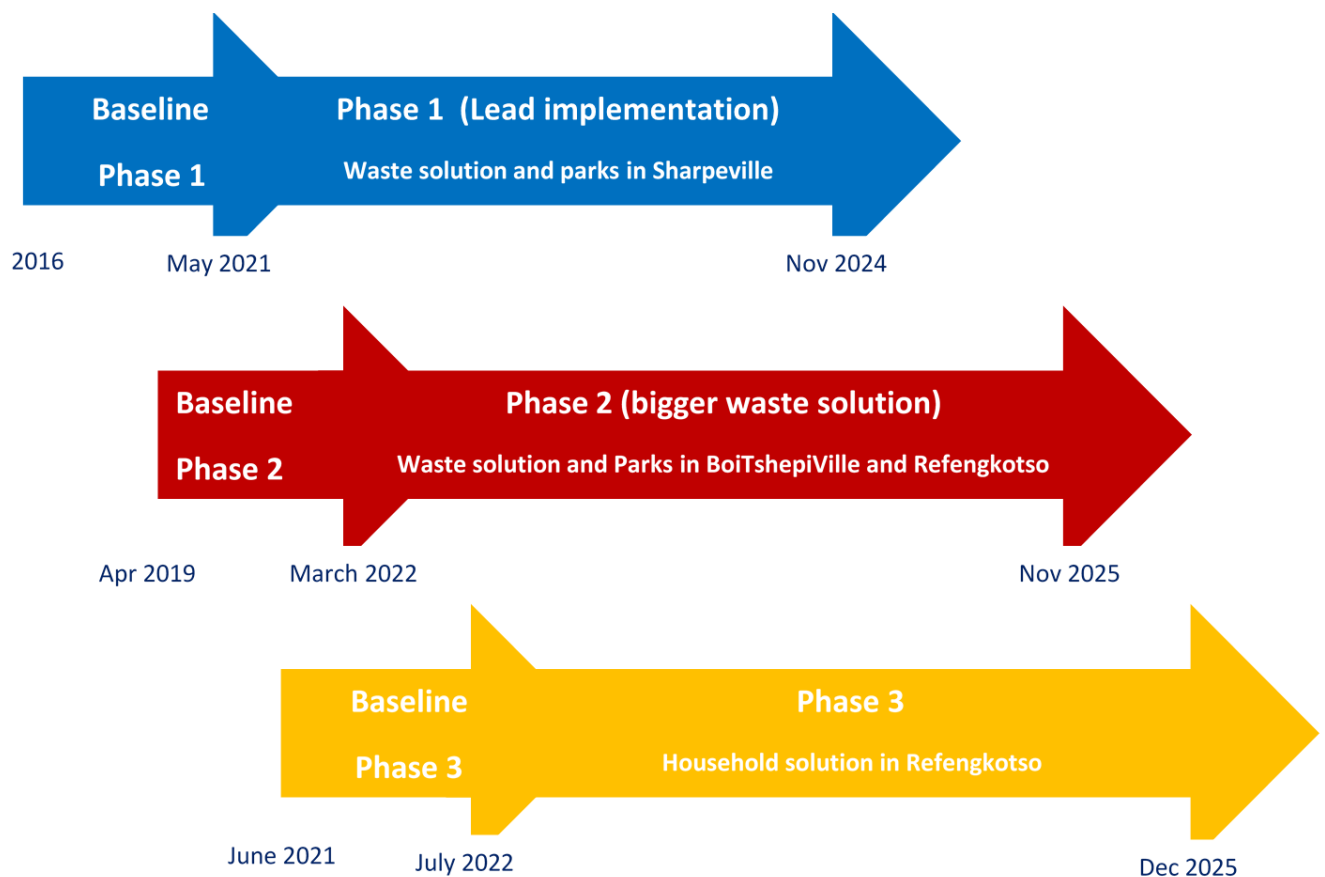 Baseline
Phase 1
Phase 1  (Lead implementation)
Waste solution and parks in Sharpeville
2016
May 2021
Nov 2024
Baseline
Phase 2
Phase 2 (bigger waste solution)
Waste solution and Parks in BoiTshepiVille and Refengkotso
Apr 2019
March 2022
Nov 2025
Baseline
Phase 3
Phase 3
Household solution in Refengkotso
June 2021
July 2022
Dec 2025